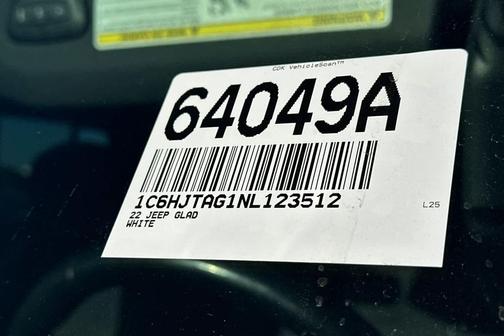 CDK VehicleScan™
64049A
1C6HJTAG1NL123512
22 JEEP GLAD
WHITE
L25